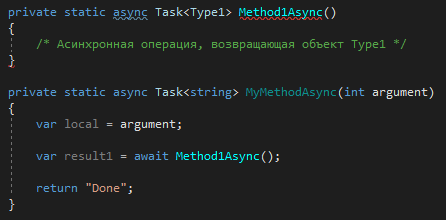 private static async Task<Type1> Method1Async()
{
/* Асинхронная операция, возвращающая объект Type1 */
}
private static async Task<string> MyMethodAsync(int argument)
{
var local = argument;
var result1 = await Method1Async();
return "Done";
}